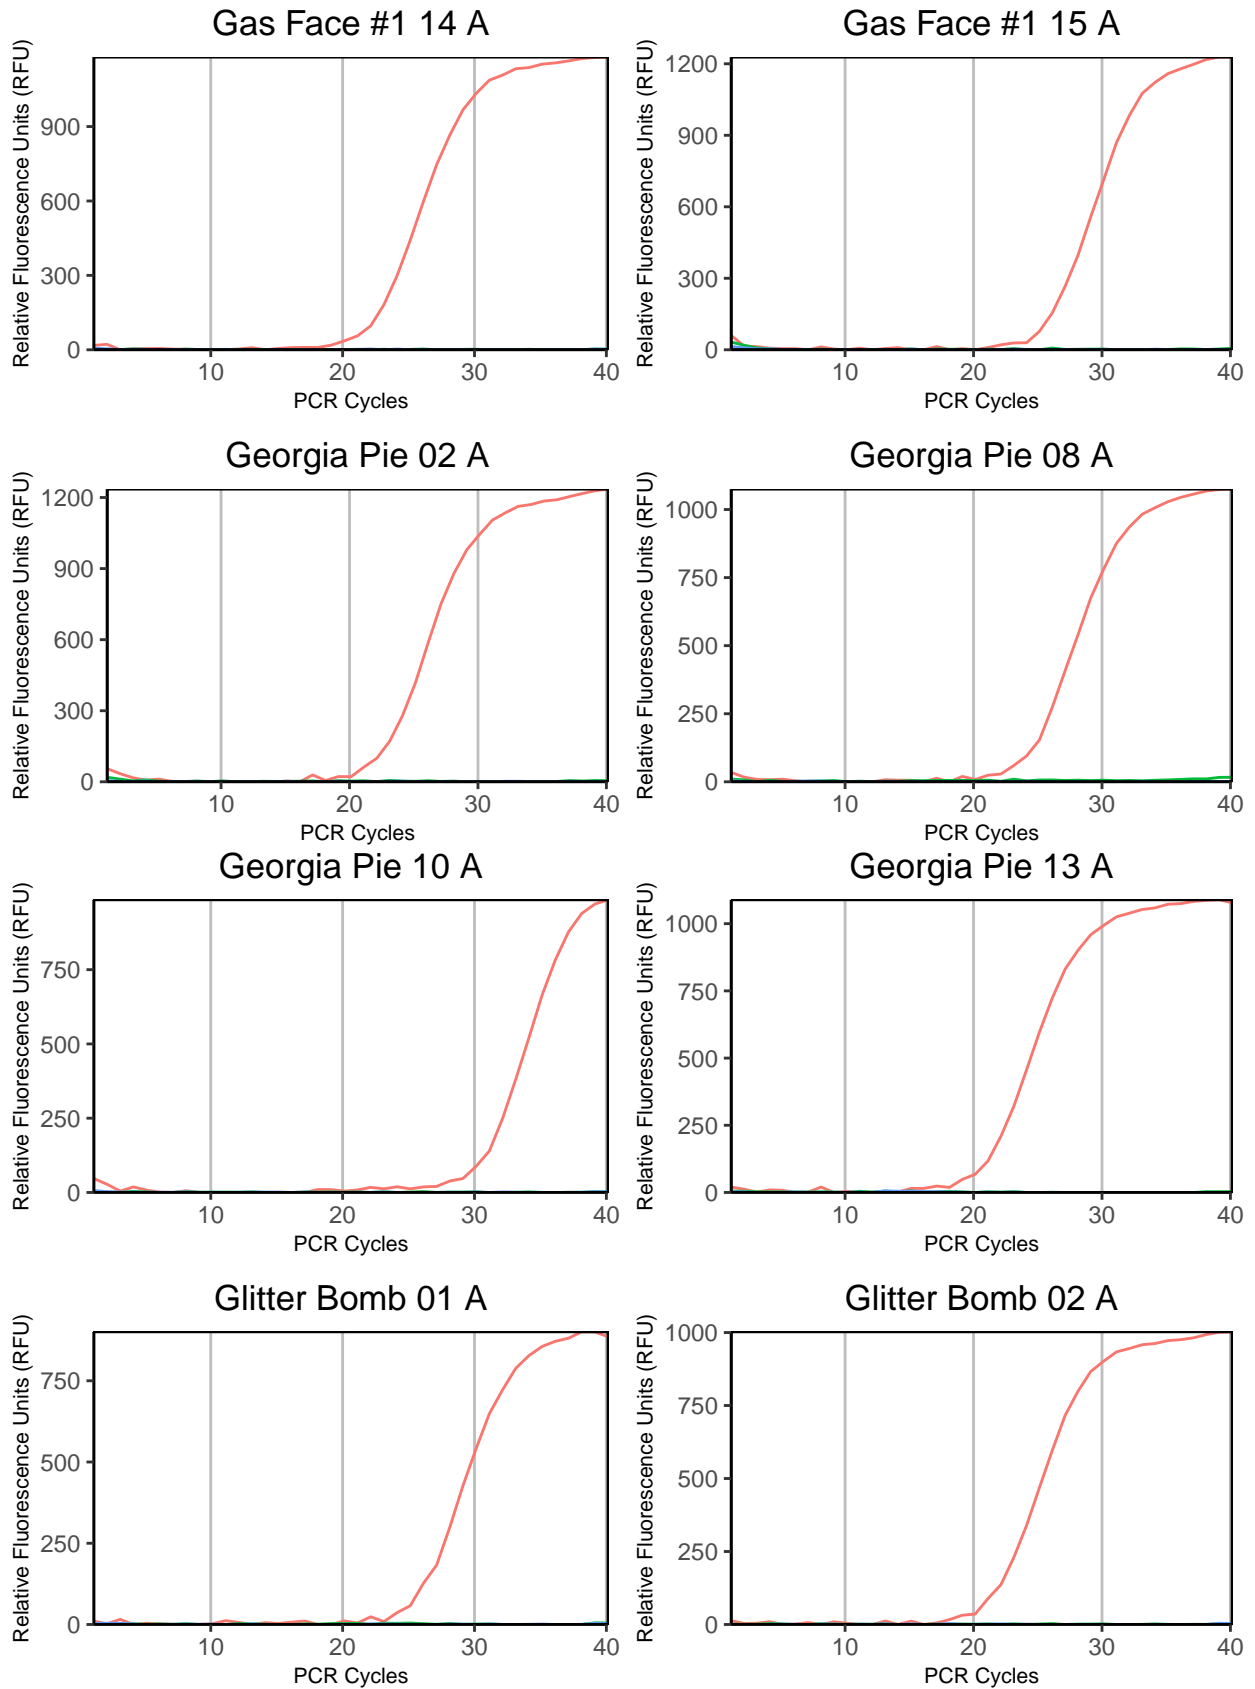 Gas Face #1 14 A
Relative Fluorescence Units (RFU)
900
600
300
0
10
20
30
40
PCR Cycles
Gas Face #1 15 A
Relative Fluorescence Units (RFU)
1200
900
600
300
0
10
20
30
40
PCR Cycles
Georgia Pie 02 A
Relative Fluorescence Units (RFU)
1200
900
600
300
0
10
20
30
40
PCR Cycles
Georgia Pie 08 A
Relative Fluorescence Units (RFU)
1000
750
500
250
0
10
20
30
40
PCR Cycles
Georgia Pie 10 A
Relative Fluorescence Units (RFU)
750
500
250
0
10
20
30
40
PCR Cycles
Georgia Pie 13 A
Relative Fluorescence Units (RFU)
1000
750
500
250
0
10
20
30
40
PCR Cycles
Glitter Bomb 01 A
Relative Fluorescence Units (RFU)
750
500
250
0
10
20
30
40
PCR Cycles
Glitter Bomb 02 A
Relative Fluorescence Units (RFU)
1000
750
500
250
0
10
20
30
40
PCR Cycles